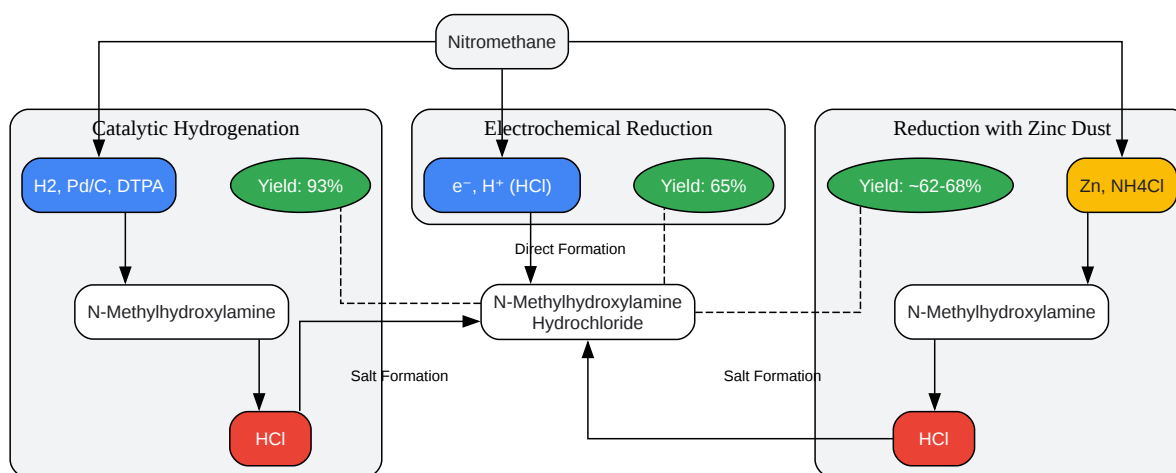 Nitromethane
Catalytic Hydrogenation
Electrochemical Reduction
Reduction with Zinc Dust
H2, Pd/C, DTPA
Yield: 93%
e⁻, H⁺ (HCl)
Yield: 65%
Yield: ~62-68%
Zn, NH4Cl
Direct Formation
N-Methylhydroxylamine
N-Methylhydroxylamine
Hydrochloride
N-Methylhydroxylamine
Salt Formation
Salt Formation
HCl
HCl